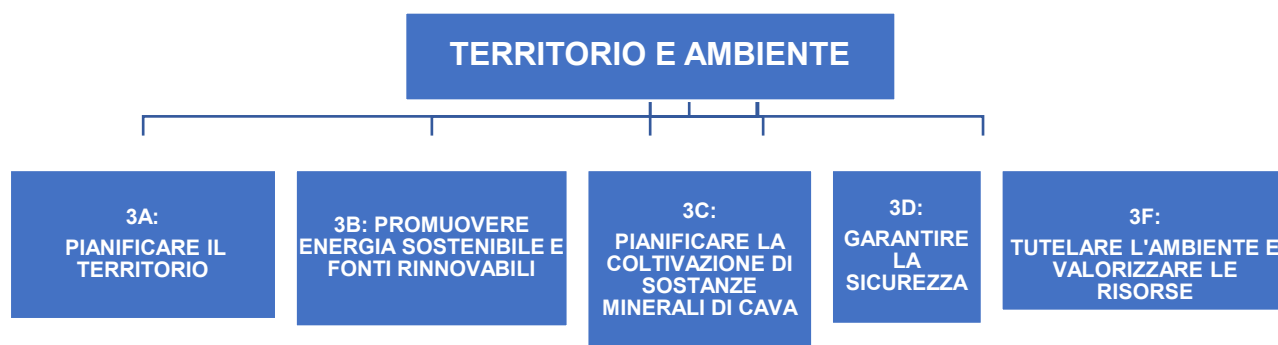 TERRITORIO E AMBIENTE
3A:
PIANIFICARE IL
TERRITORIO
3B: PROMUOVERE
ENERGIA SOSTENIBILE E
FONTI RINNOVABILI
3C:
PIANIFICARE LA
COLTIVAZIONE DI
SOSTANZE
MINERALI DI CAVA
3D:
GARANTIRE
LA
SICUREZZA
3F:
TUTELARE L'AMBIENTE E
VALORIZZARE LE
RISORSE